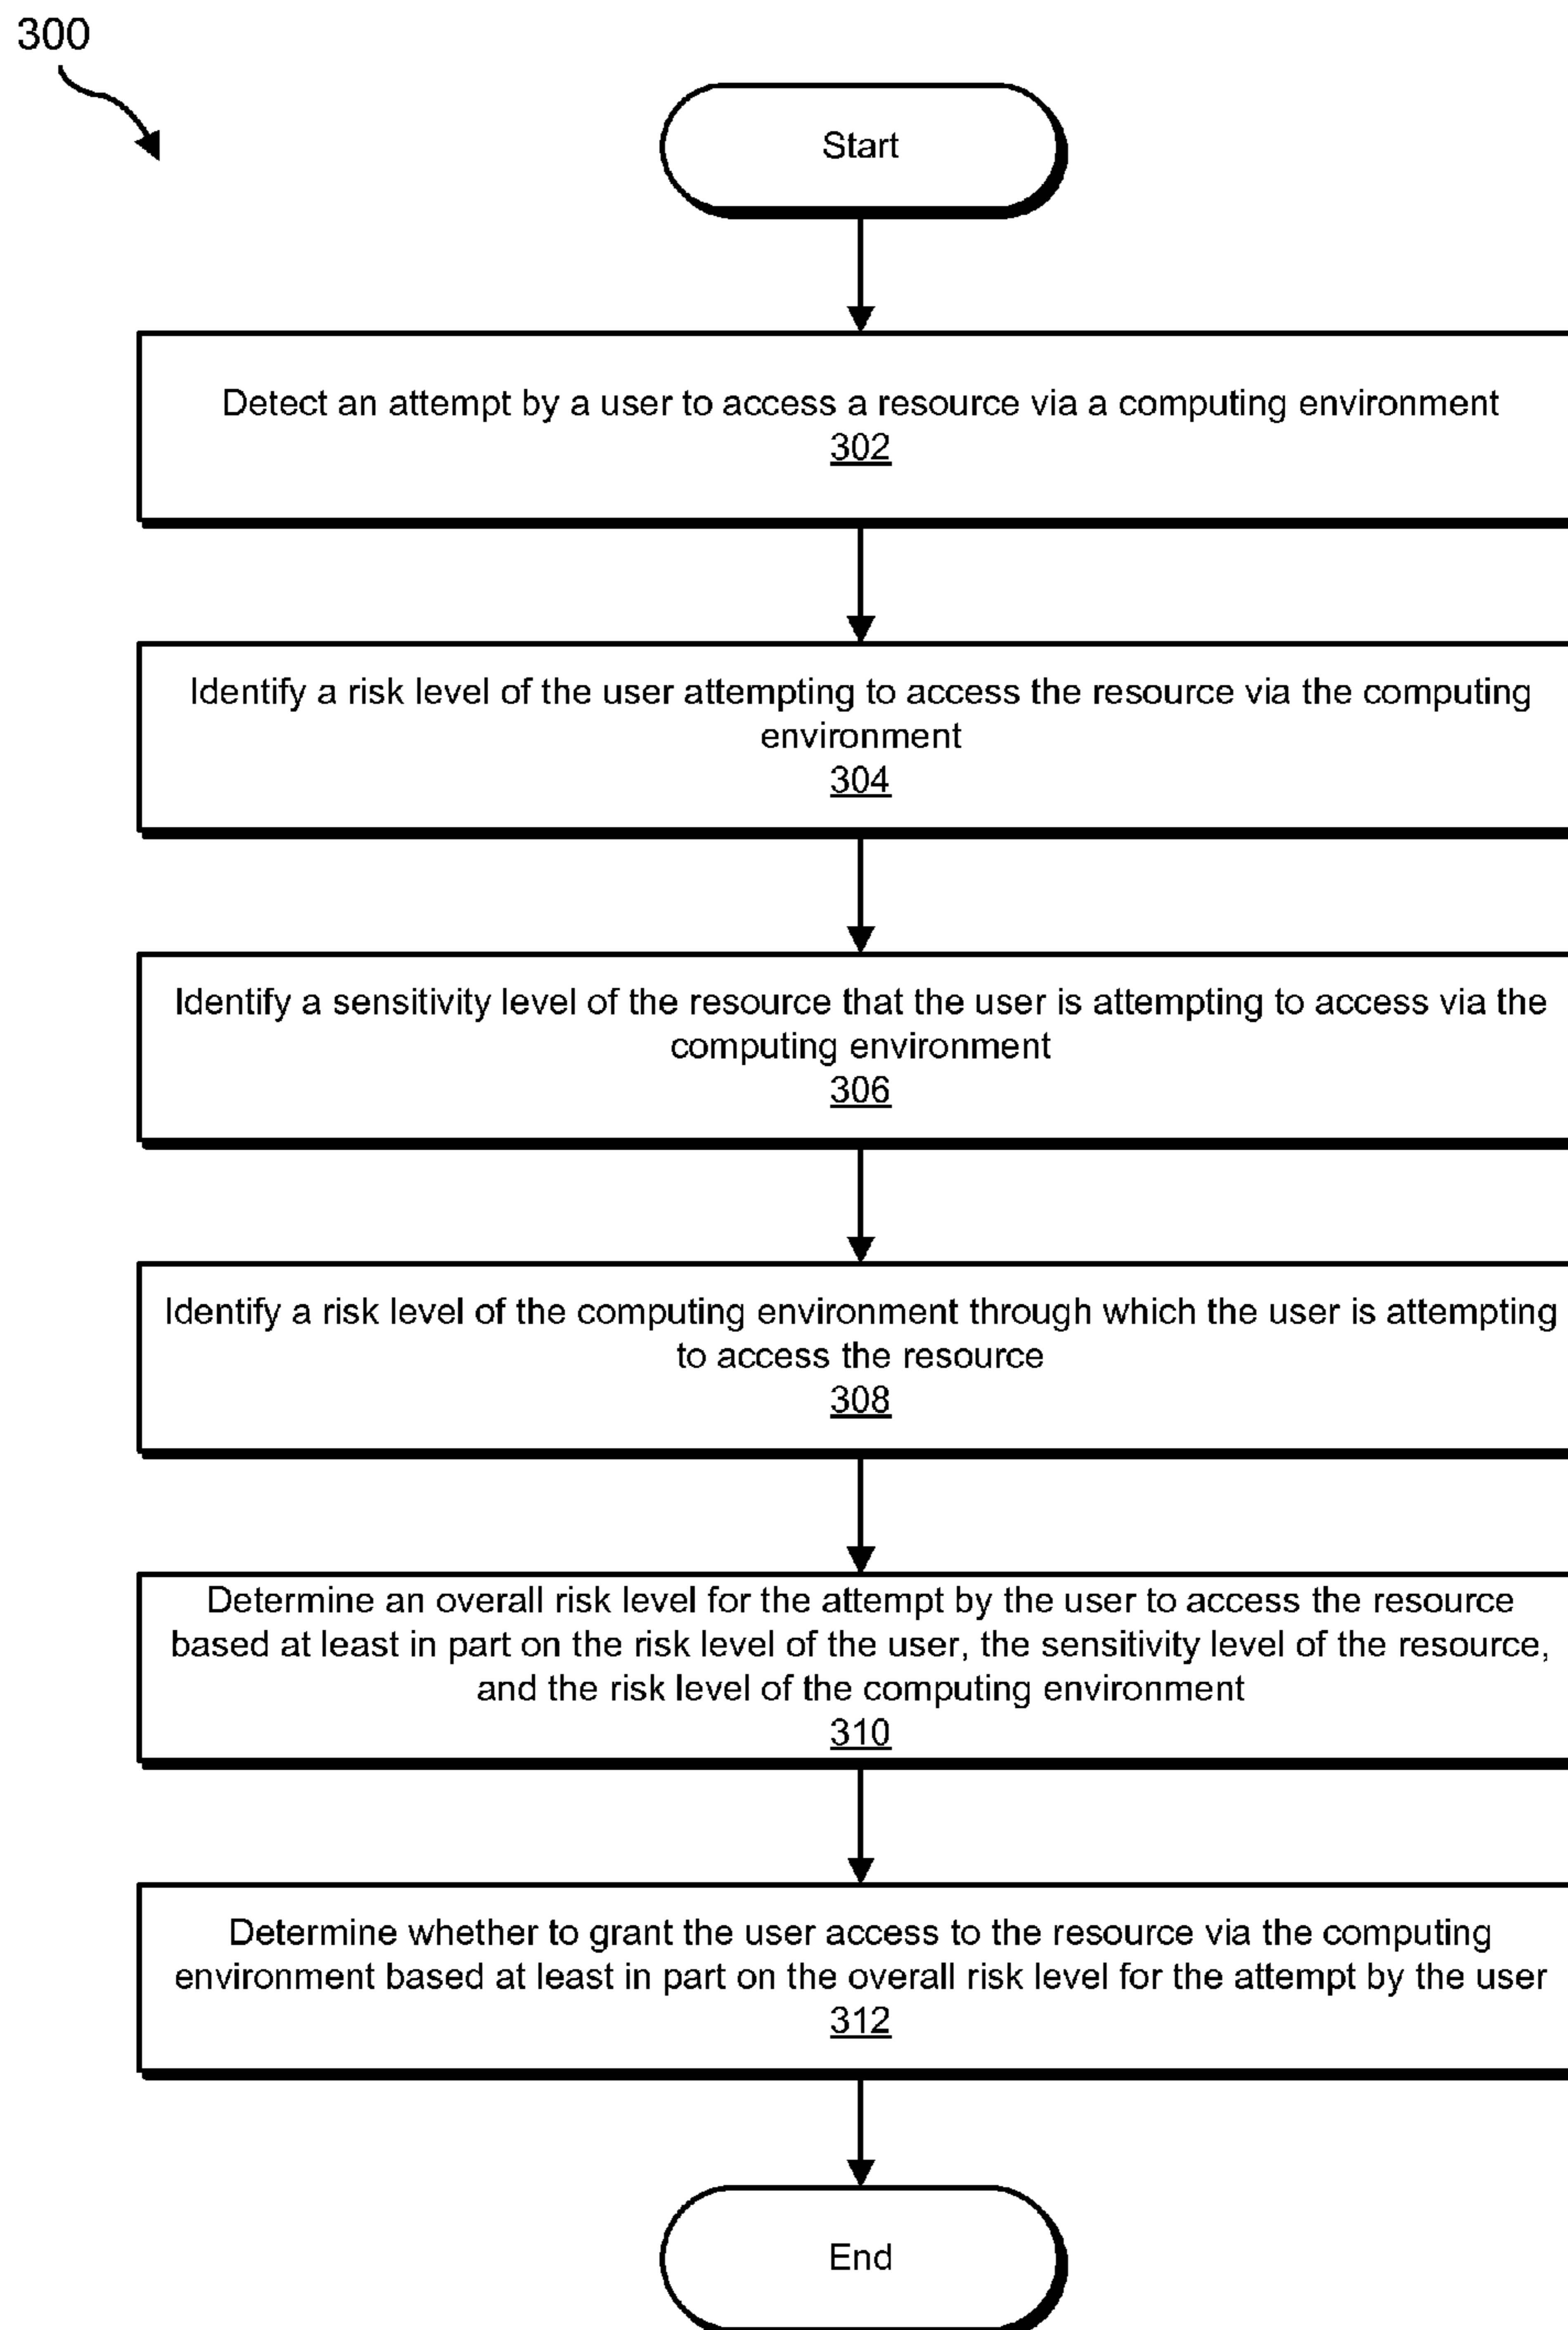 300
Start
Detect an attempt by a user to access a resource via a computing environment
302
Identify a risk level of the user attempting to access the resource via the computing
environment
304
Identify a sensitivity level of the resource that the user is attempting to access via the
computing environment
306
Identify a risk level of the computing environment through which the user is attempting
to access the resource
308
Determine an overall risk level for the attempt by the user to access the resource
based at least in part on the risk level of the user, the sensitivity level of the resource,
and the risk level of the computing environment
310
Determine whether to grant the user access to the resource via the computing
environment based at least in part on the overall risk level for the attempt by the user
312
End